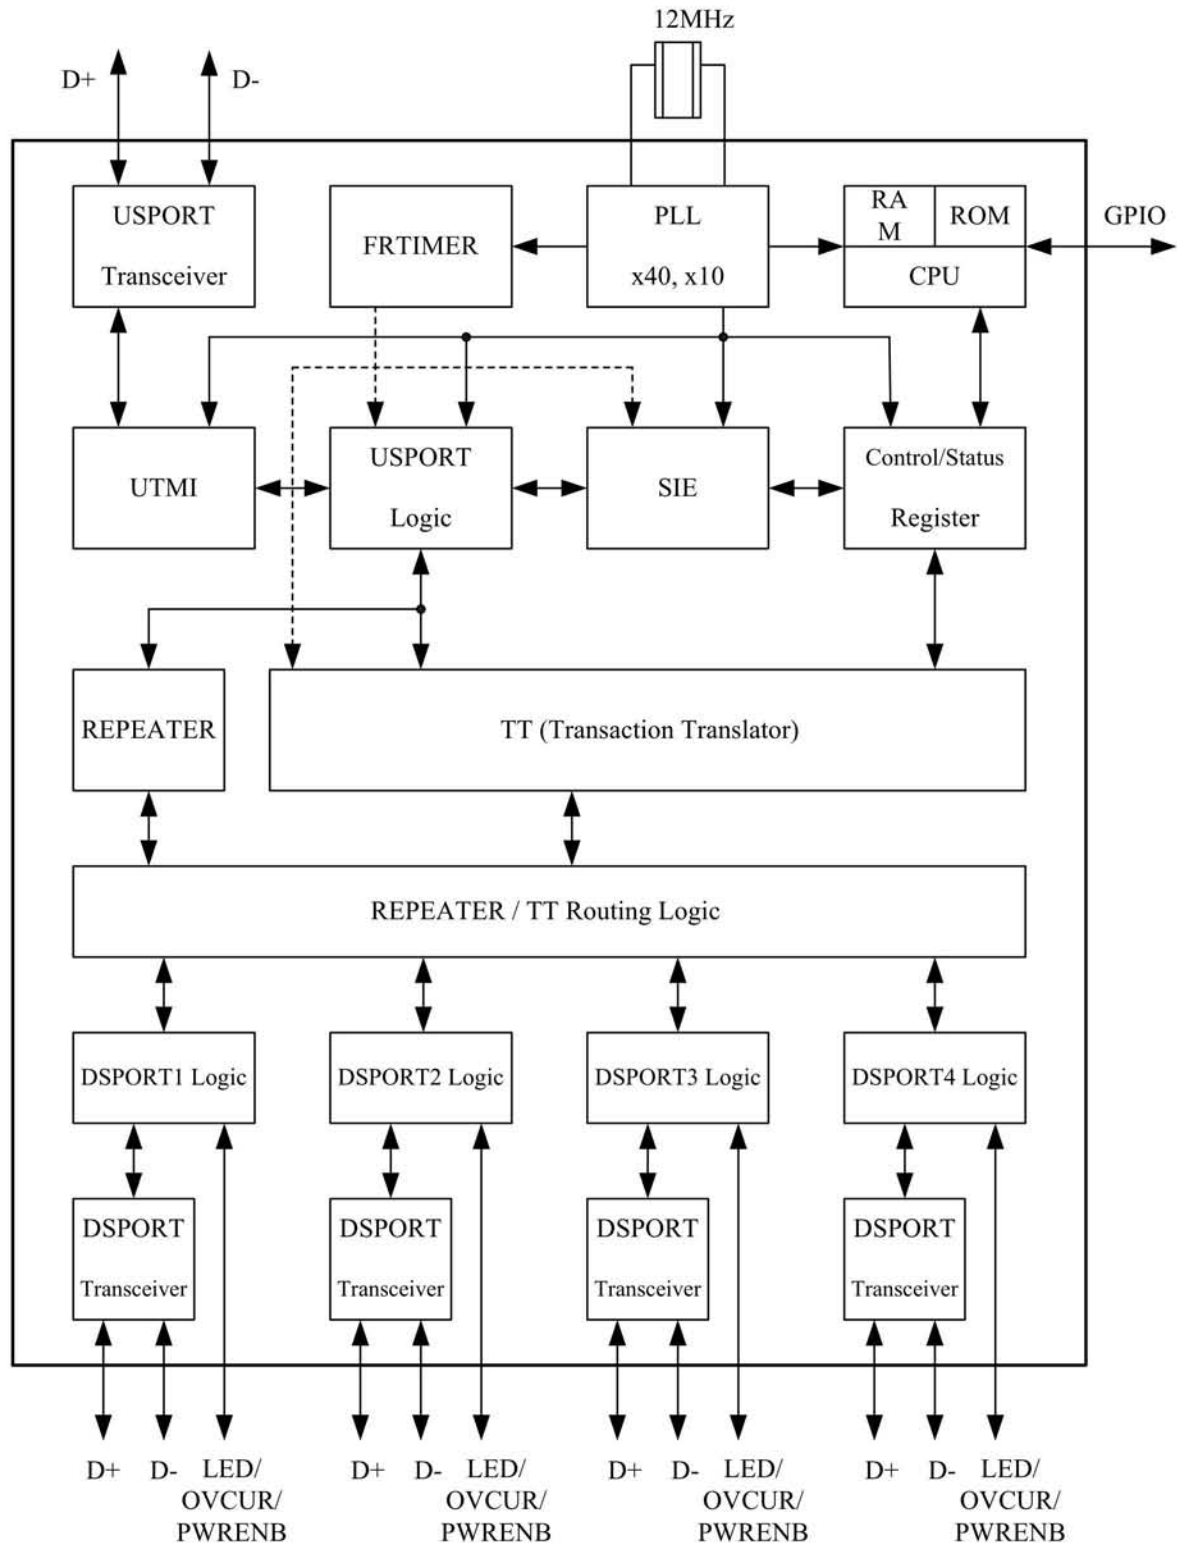 12MHz
D+
D-
USPORT
Transceiver
FRTIMER
PLL
x40, x10
RA
M
ROM
CPU
GPIO
UTMI
USPORT
Logic
SIE
Control/Status
Register
REPEATER
TT (Transaction Translator)
REPEATER / TT Routing Logic
DSPORT1 Logic
DSPORT2 Logic
DSPORT3 Logic
DSPORT4 Logic
DSPORT
Transceiver
DSPORT
Transceiver
DSPORT
Transceiver
DSPORT
Transceiver
D+
D-
LED/
OVCUR/
PWRENB
D+
D-
LED/
OVCUR/
PWRENB
D+
D-
LED/
OVCUR/
PWRENB
D+
D-
LED/
OVCUR/
PWRENB